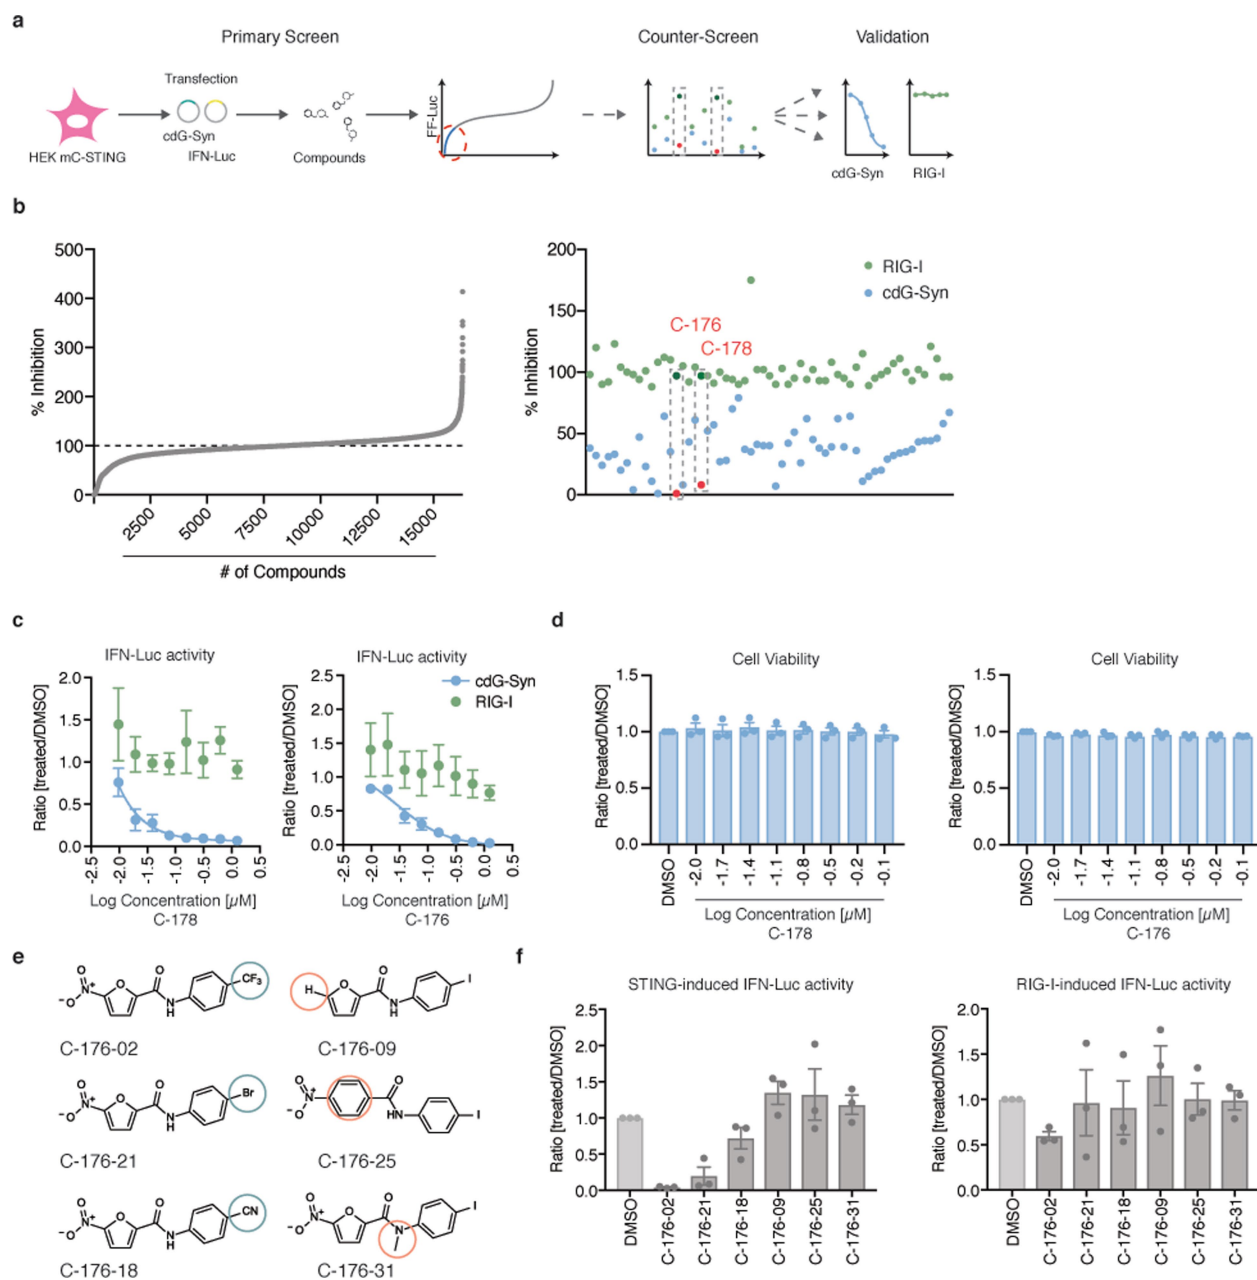 a
Primary Screen
Counter-Screen
Validation
Transfection
cdG-Syn
IFN-Luc
HEK mC-STING
Compounds
FF-Luc
cdG-Syn
RIG-I
b
% Inhibition
500
400
300
200
100
0
2500
5000
7500
10000
12500
15000
# of Compounds
% Inhibition
200
150
100
50
0
C-176
C-178
RIG-I
cdG-Syn
c
IFN-Luc activity
Ratio [treated/DMSO]
2.0
1.5
1.0
0.5
0.0
-2.5
-2.0
-1.5
-1.0
-0.5
0.0
0.5
Log Concentration [µM]
C-178
IFN-Luc activity
cdG-Syn
RIG-I
Ratio [treated/DMSO]
2.5
2.0
1.5
1.0
0.5
0.0
-2.5
-2.0
-1.5
-1.0
-0.5
0.0
0.5
Log Concentration [µM]
C-176
d
Cell Viability
Ratio [treated/DMSO]
1.5
1.0
0.5
0.0
DMSO
-2.0
-1.7
-1.4
-1.1
-0.8
-0.5
-0.2
-0.1
Log Concentration [µM]
C-178
Cell Viability
Ratio [treated/DMSO]
1.5
1.0
0.5
0.0
DMSO
-2.0
-1.7
-1.4
-1.1
-0.8
-0.5
-0.2
-0.1
Log Concentration [µM]
C-176
e
CF3
C-176-02
H
I
C-176-09
Br
C-176-21
I
C-176-25
CN
C-176-18
I
C-176-31
f
STING-induced IFN-Luc activity
Ratio [treated/DMSO]
2.5
2.0
1.5
1.0
0.5
0.0
DMSO
C-176-02
C-176-21
C-176-18
C-176-09
C-176-25
C-176-31
RIG-I-induced IFN-Luc activity
Ratio [treated/DMSO]
2.0
1.5
1.0
0.5
0.0
DMSO
C-176-02
C-176-21
C-176-18
C-176-09
C-176-25
C-176-31